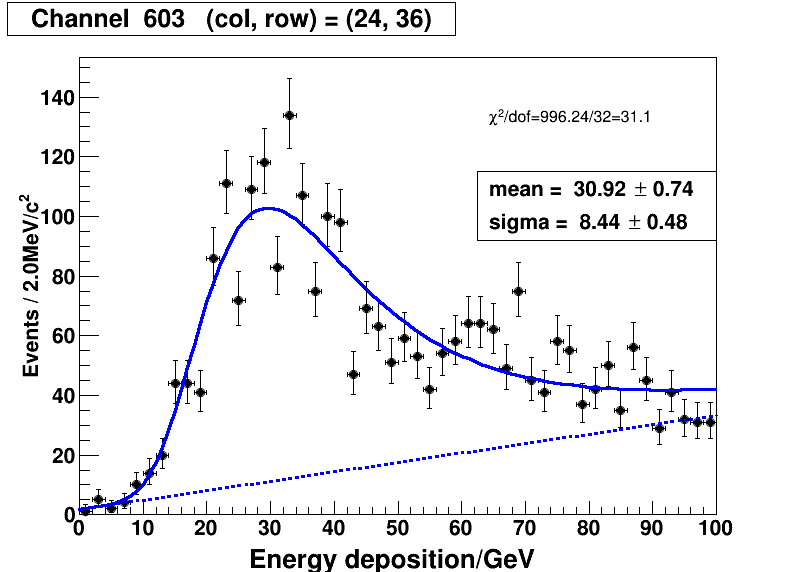 Channel 603 (col, row) = (24, 36)
χ²/dof=996.24/32=31.1
mean = 30.92 ± 0.74
sigma = 8.44 ± 0.48
Events / 2.0MeV/c²
140
120
100
80
60
40
20
0
0 10 20 30 40 50 60 70 80 90 100
Energy deposition/GeV